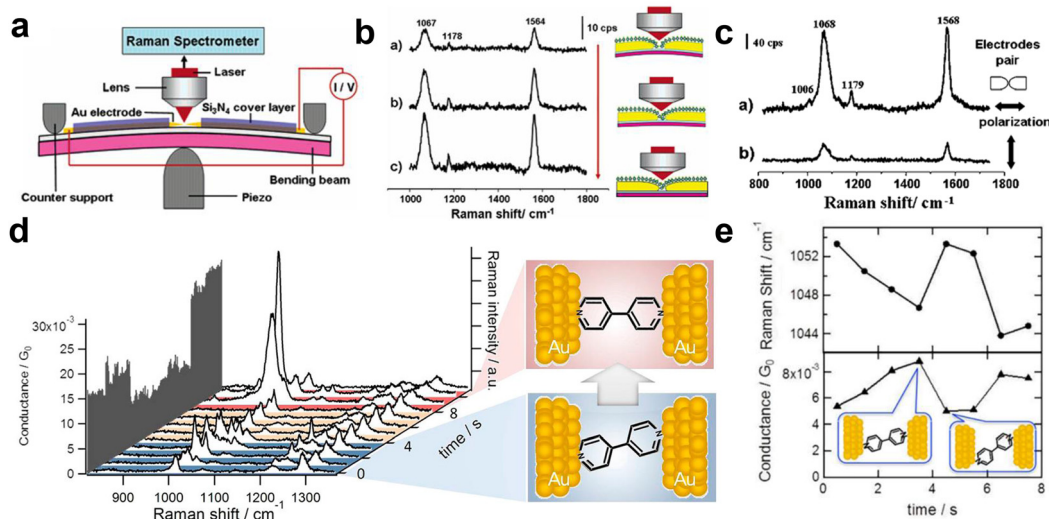 a
Raman Spectrometer
Laser
Lens
I / V
Au electrode
Si₃N₄ cover layer
Counter support
Piezo
Bending beam
b
1067
1178
1564
10 cps
a)
b)
c)
1000 1200 1400 1600 1800
Raman shift/ cm⁻¹
c
40 cps
1068
1006
1179
1568
Electrodes
pair
polarization
a)
b)
800 1000 1200 1400 1600 1800
Raman shift/ cm⁻¹
d
Conductance / G₀
30x10⁻³
25
20
15
10
5
0
Raman intensity / a.u.
8
4
0
time / s
900 1000 1100 1200 1300
Raman shift / cm⁻¹
N
N
Au
Au
N
N
Au
Au
e
Raman Shift / cm⁻¹
1052
1048
1044
Conductance / G₀
8x10⁻³
6
4
2
0
0 2 4 6 8
time / s